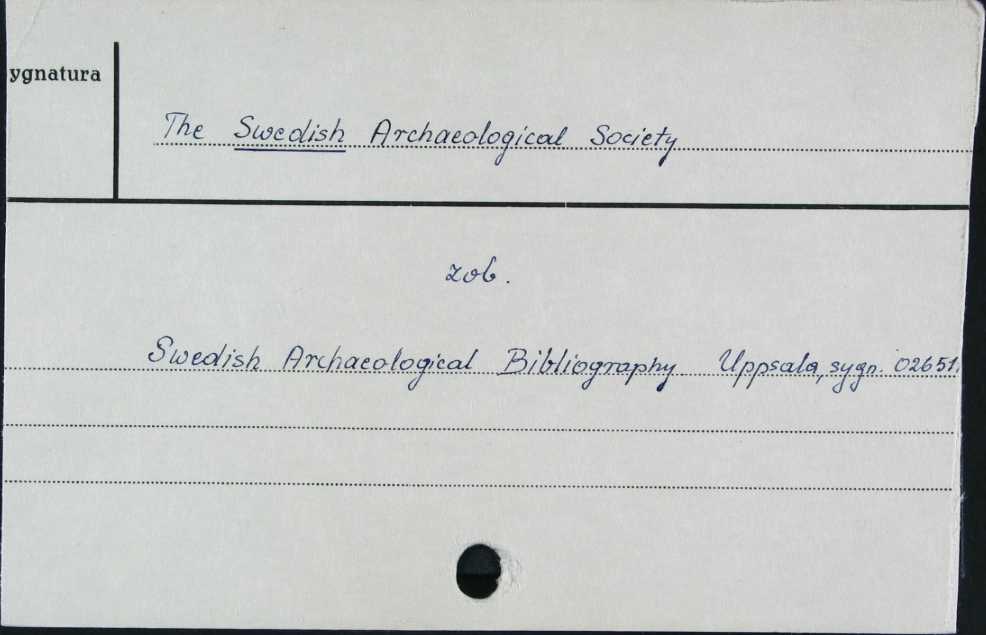 ygnatura
The Swedish Archaeological Society
zob.
Swedish Archaeological Bibliography Uppsala, sygn. 02651.